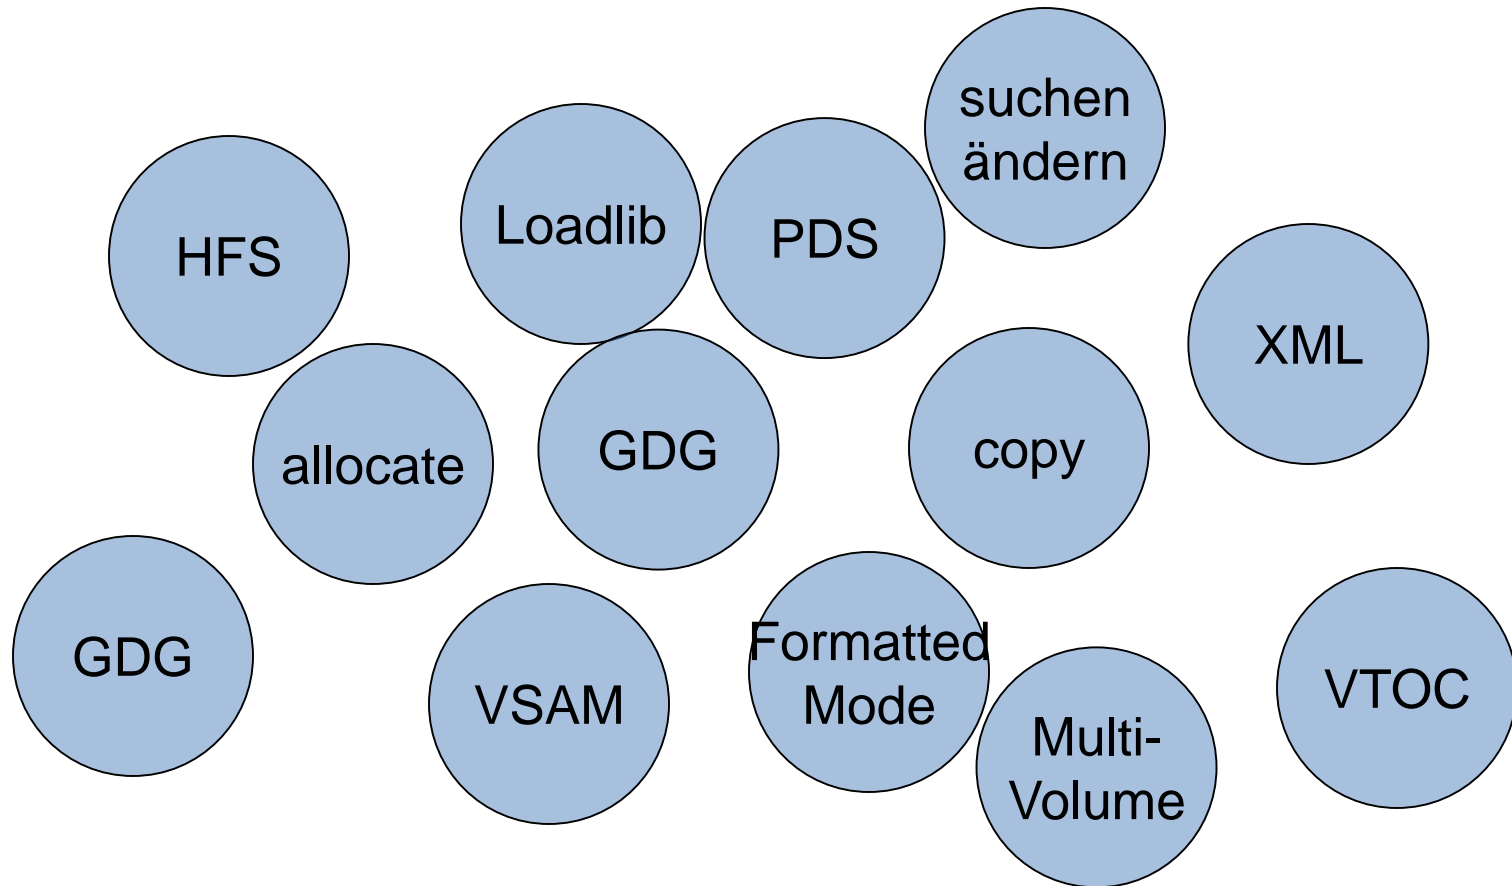 suchen
ändern
Loadlib
PDS
HFS
XML
allocate
GDG
copy
GDG
VSAM
Formatted
Mode
VTOC
Multi-
Volume